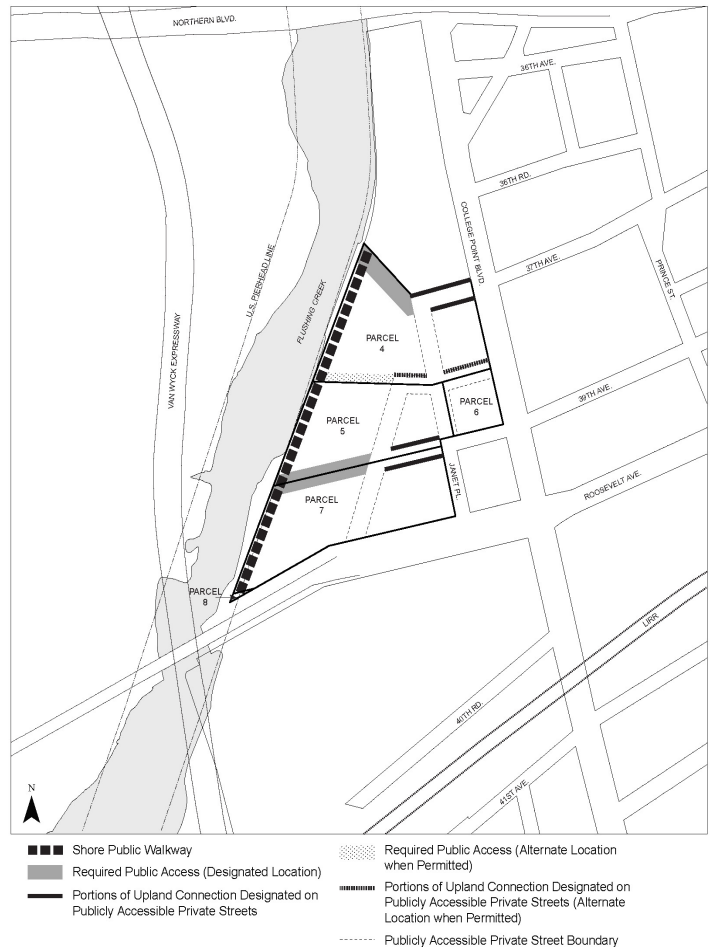 NORTHERN BLVD.
36TH AVE.
36TH RD.
COLLEGE POINT BLVD.
37TH AVE.
PRINCE ST.
U.S. PIERHEAD LINE
FLUSHING CREEK
VAN WYCK EXPRESSWAY
PARCEL
4
PARCEL
6
39TH AVE.
PARCEL
5
JANET PL.
ROOSEVELT AVE.
PARCEL
7
PARCEL
8
LIRR
40TH RD.
41ST AVE.
N
Shore Public Walkway
Required Public Access (Designated Location)
Portions of Upland Connection Designated on
Publicly Accessible Private Streets
Required Public Access (Alternate Location
when Permitted)
Portions of Upland Connection Designated on
Publicly Accessible Private Streets (Alternate
Location when Permitted)
Publicly Accessible Private Street Boundary